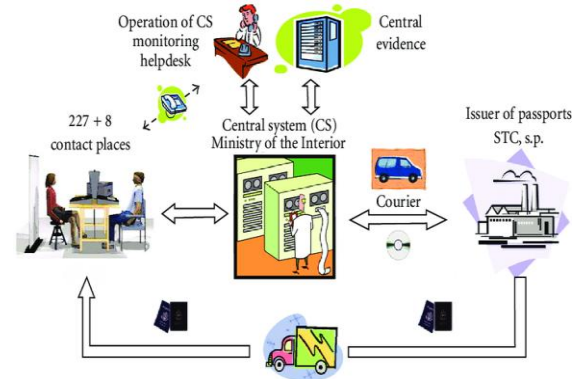 Operation of CS
monitoring
helpdesk
Central
evidence
227 + 8
contact places
Central system (CS)
Ministry of the Interior
Issuer of passports
STC, s.p.
Courier